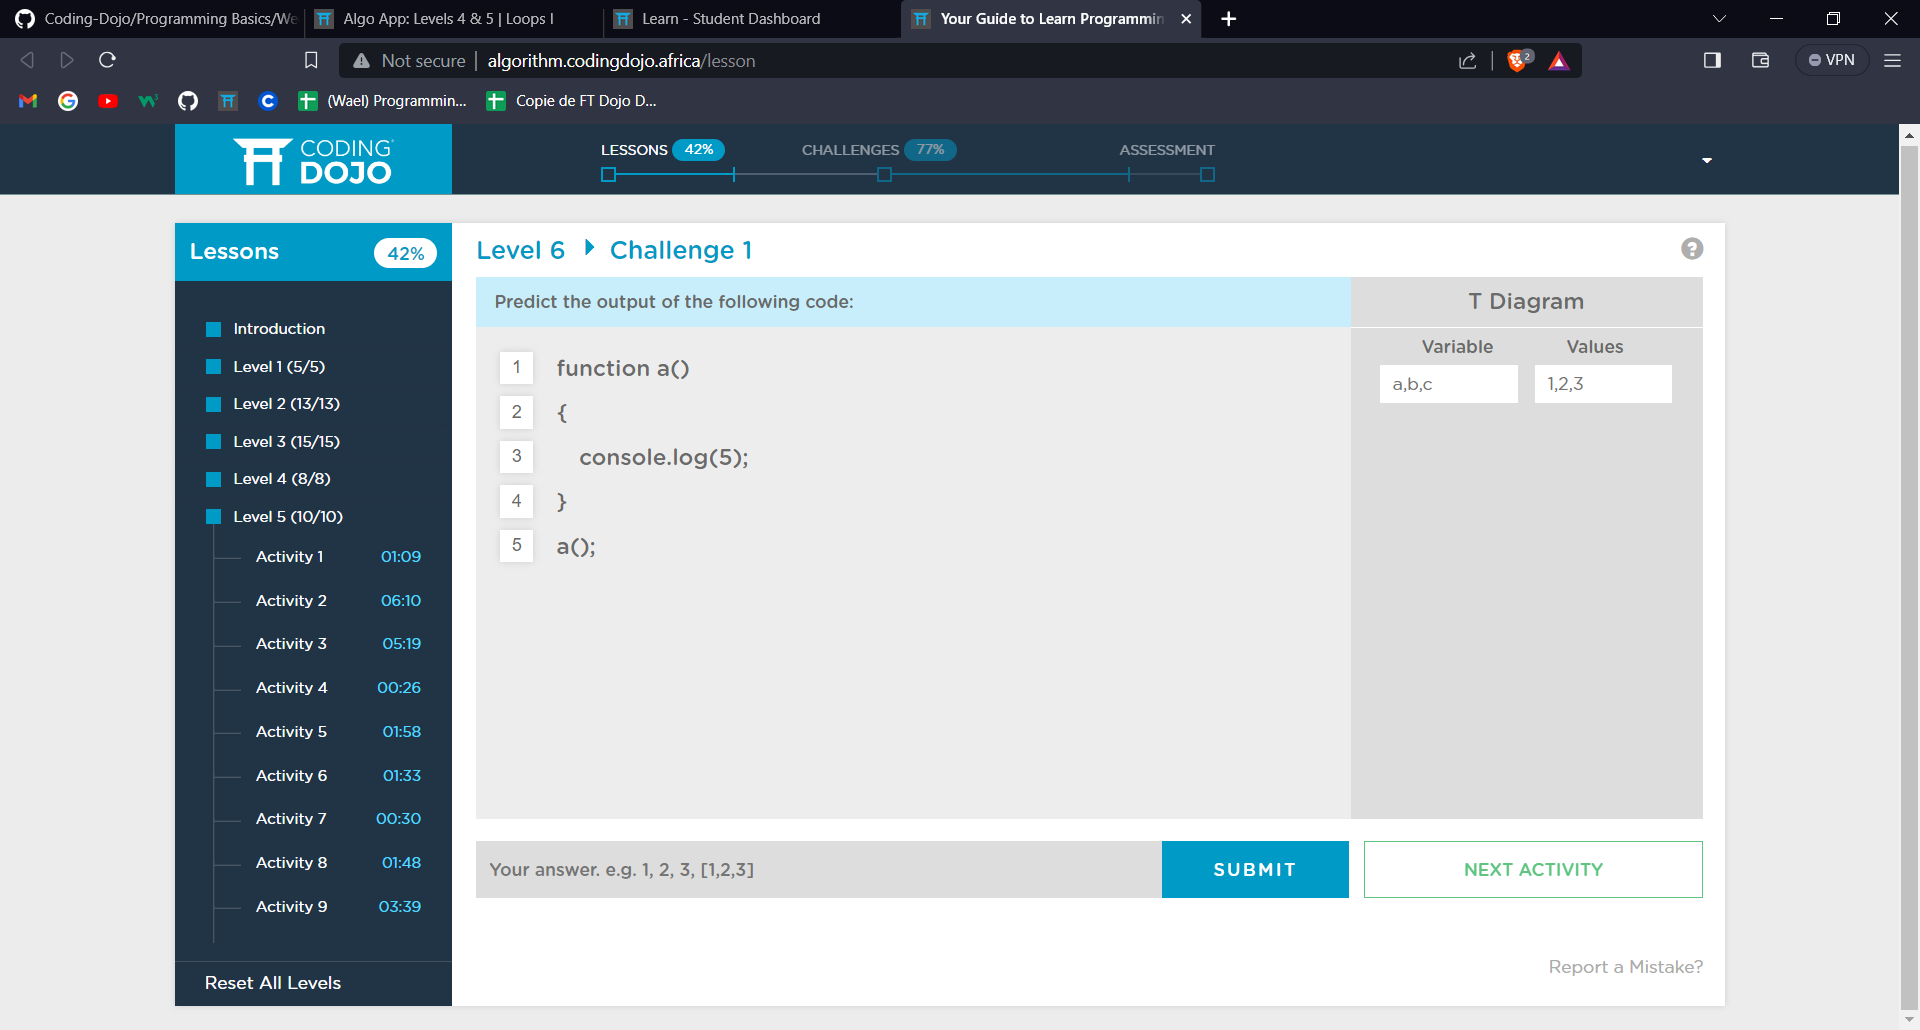 Coding-Dojo/Programming Basics/We
Algo App: Levels 4 & 5 | Loops I
Learn - Student Dashboard
Your Guide to Learn Programmin
Not secure
algorithm.codingdojo.africa/lesson
2
VPN
(Wael) Programmin...
Copie de FT Dojo D...
CODING
DOJO
LESSONS 42%
CHALLENGES 77%
ASSESSMENT
Lessons 42%
Introduction
Level 1 (5/5)
Level 2 (13/13)
Level 3 (15/15)
Level 4 (8/8)
Level 5 (10/10)
Activity 1 01:09
Activity 2 06:10
Activity 3 05:19
Activity 4 00:26
Activity 5 01:58
Activity 6 01:33
Activity 7 00:30
Activity 8 01:48
Activity 9 03:39
Reset All Levels
Level 6 Challenge 1
?
Predict the output of the following code:
1 function a()
2 {
3 console.log(5);
4 }
5 a();
T Diagram
Variable Values
a,b,c 1,2,3
Your answer. e.g. 1, 2, 3, [1,2,3]
SUBMIT
NEXT ACTIVITY
Report a Mistake?